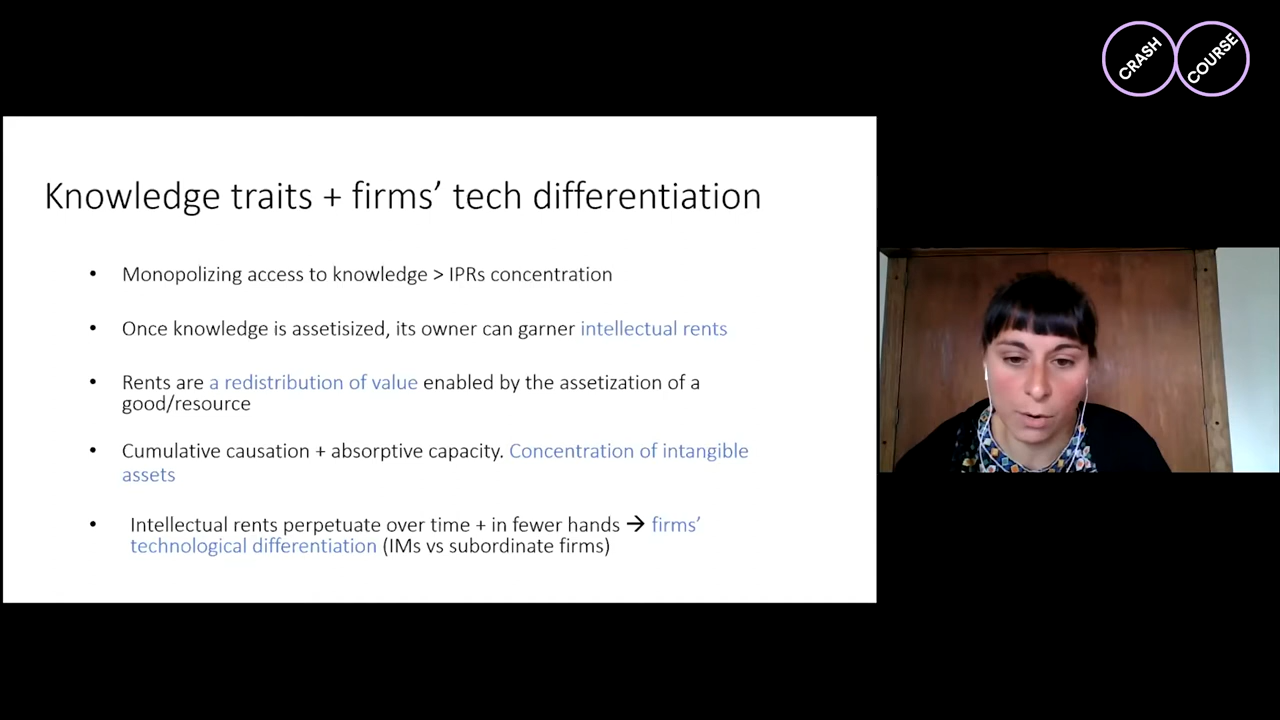 CRASH COURSE
Knowledge traits + firms’ tech differentiation
• Monopolizing access to knowledge > IPRs concentration
• Once knowledge is assetisized, its owner can garner intellectual rents
• Rents are a redistribution of value enabled by the assetization of a
good/resource
• Cumulative causation + absorptive capacity. Concentration of intangible
assets
• Intellectual rents perpetuate over time + in fewer hands → firms’
technological differentiation (IMs vs subordinate firms)